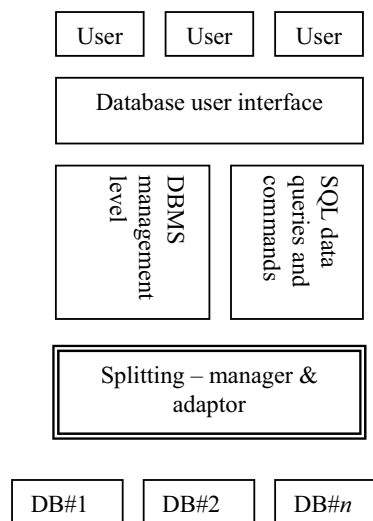 User User User
Database user interface
DBMS
management
level
SQL data
queries and
commands
Splitting – manager &
adaptor
DB#1 DB#2 DB#n